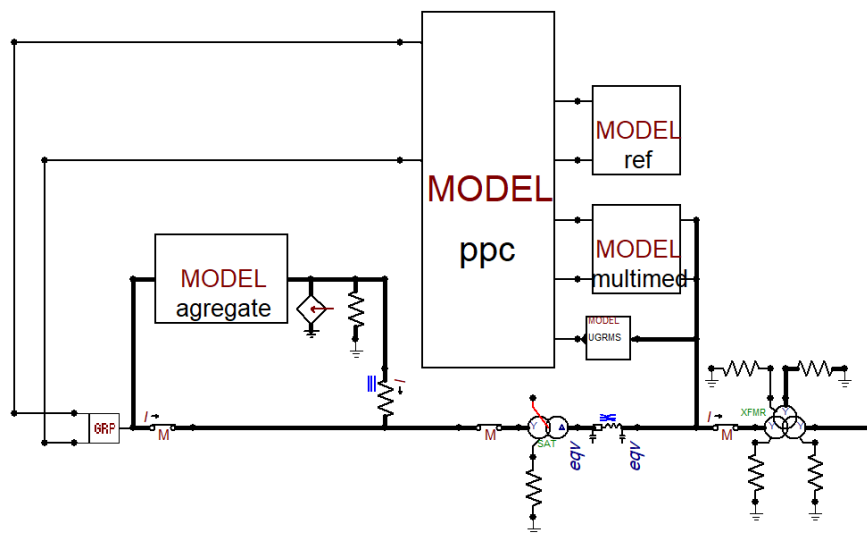 MODEL
ppc
MODEL
ref
MODEL
multimed
MODEL
UGRMS
MODEL
agregate
I
I
GRP
M
M
Y
SAT
eqv
eqv
I
M
XFMR
Y
Y
Y